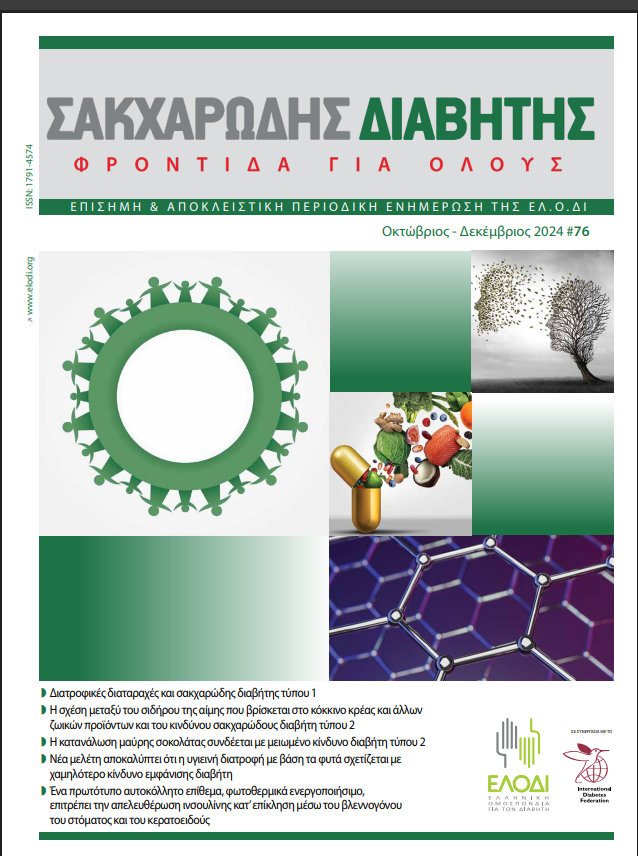 ΣΑΚΧΑΡΩΔΗΣ ΔΙΑΒΗΤΗΣ
ΦΡΟΝΤΙΔΑ ΓΙΑ ΟΛΟΥΣ
ISSN: 1791-4574
ΕΠΙΣΗΜΗ & ΑΠΟΚΛΕΙΣΤΙΚΗ ΠΕΡΙΟΔΙΚΗ ΕΝΗΜΕΡΩΣΗ ΤΗΣ ΕΛ.Ο.ΔΙ
Οκτώβριος - Δεκέμβριος 2024 #76
↗ www.elodi.org
◗ Διατροφικές διαταραχές και σακχαρώδης διαβήτης τύπου 1
◗ Η σχέση μεταξύ του σιδήρου της αίμης που βρίσκεται στο κόκκινο κρέας και άλλων
ζωικών προϊόντων και του κινδύνου σακχαρώδους διαβήτη τύπου 2
◗ Η κατανάλωση μαύρης σοκολάτας συνδέεται με μειωμένο κίνδυνο διαβήτη τύπου 2
◗ Νέα μελέτη αποκαλύπτει ότι η υγιεινή διατροφή με βάση τα φυτά σχετίζεται με
χαμηλότερο κίνδυνο εμφάνισης διαβήτη
◗ Ένα πρωτότυπο αυτοκόλλητο επίθεμα, φωτοθερμικά ενεργοποιήσιμο,
επιτρέπει την απελευθέρωση ινσουλίνης κατ' επίκληση μέσω του βλεννογόνου
του στόματος και του κερατοειδούς
ΕΛΟΔΙ
ΕΛΛΗΝΙΚΗ
ΟΜΟΣΠΟΝΔΙΑ
ΓΙΑ ΤΟΝ ΔΙΑΒΗΤΗ
ΣΕ ΣΥΝΕΡΓΑΣΙΑ ΜΕ ΤΟ
International
Diabetes
Federation